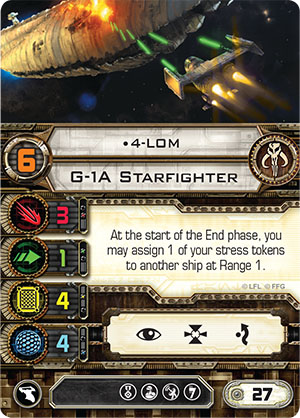 •4-LOM
6
G-1A STARFIGHTER
3
1
4
4
At the start of the End phase, you
may assign 1 of your stress tokens
to another ship at Range 1.
©LFL ©FFG
27